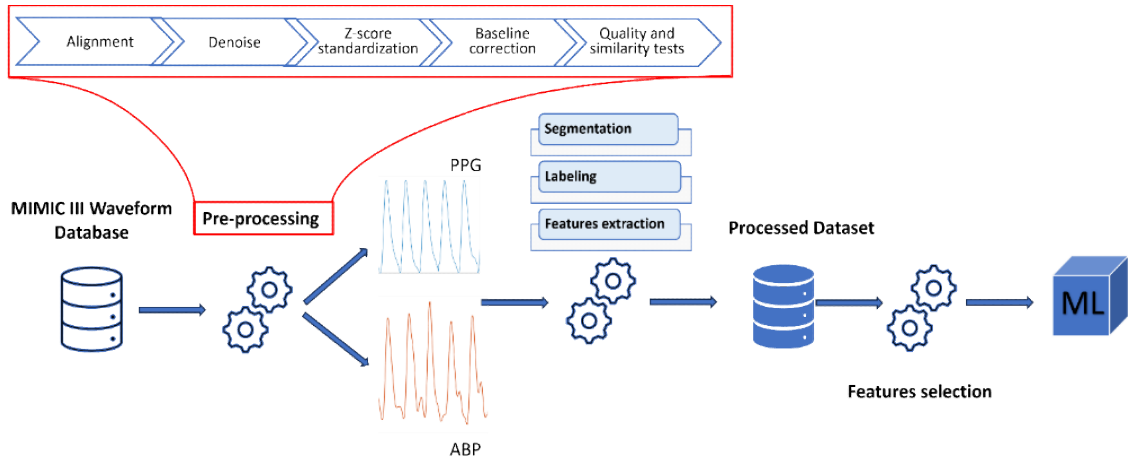 Alignment
Denoise
Z-score
standardization
Baseline
correction
Quality and
similarity tests
MIMIC III Waveform
Database
Pre-processing
PPG
ABP
Segmentation
Labeling
Features extraction
Processed Dataset
Features selection
ML